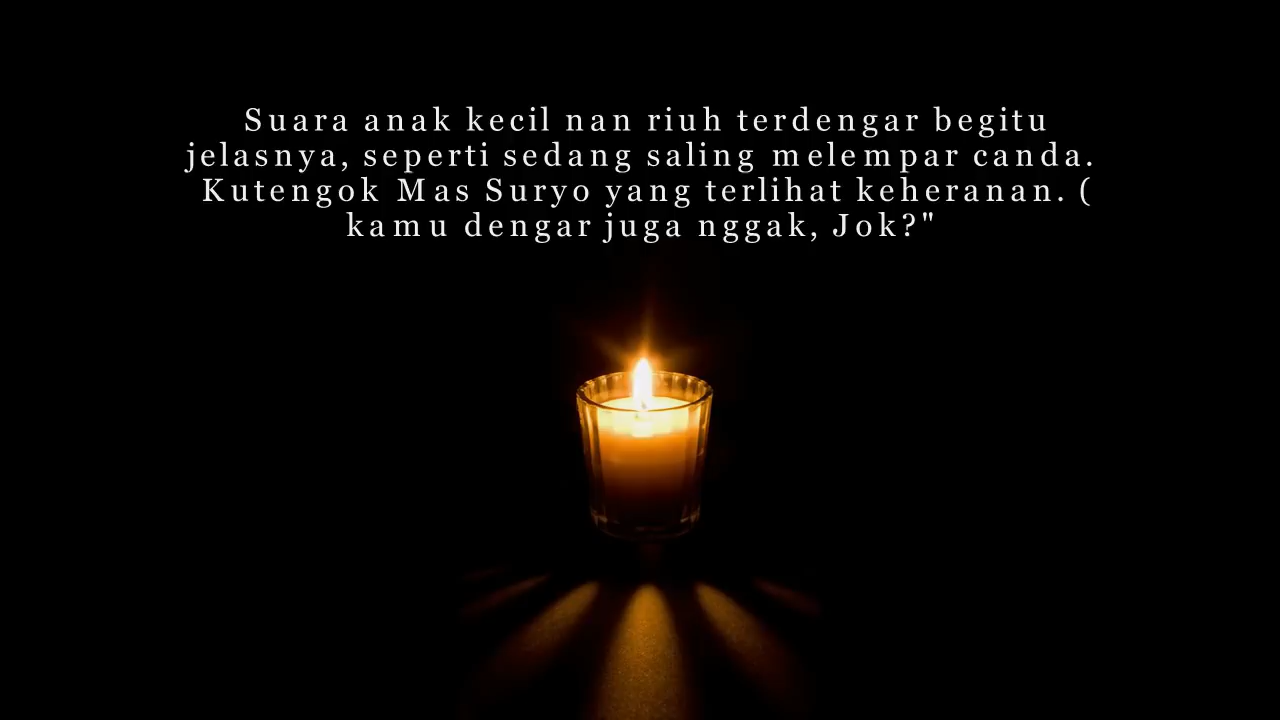 Suara anak kecil nan riuh terdengar begitu
jelasnya, seperti sedang saling melempar canda.
Kutengok Mas Suryo yang terlihat keheranan. (
kamu dengar juga nggak, Jok?"